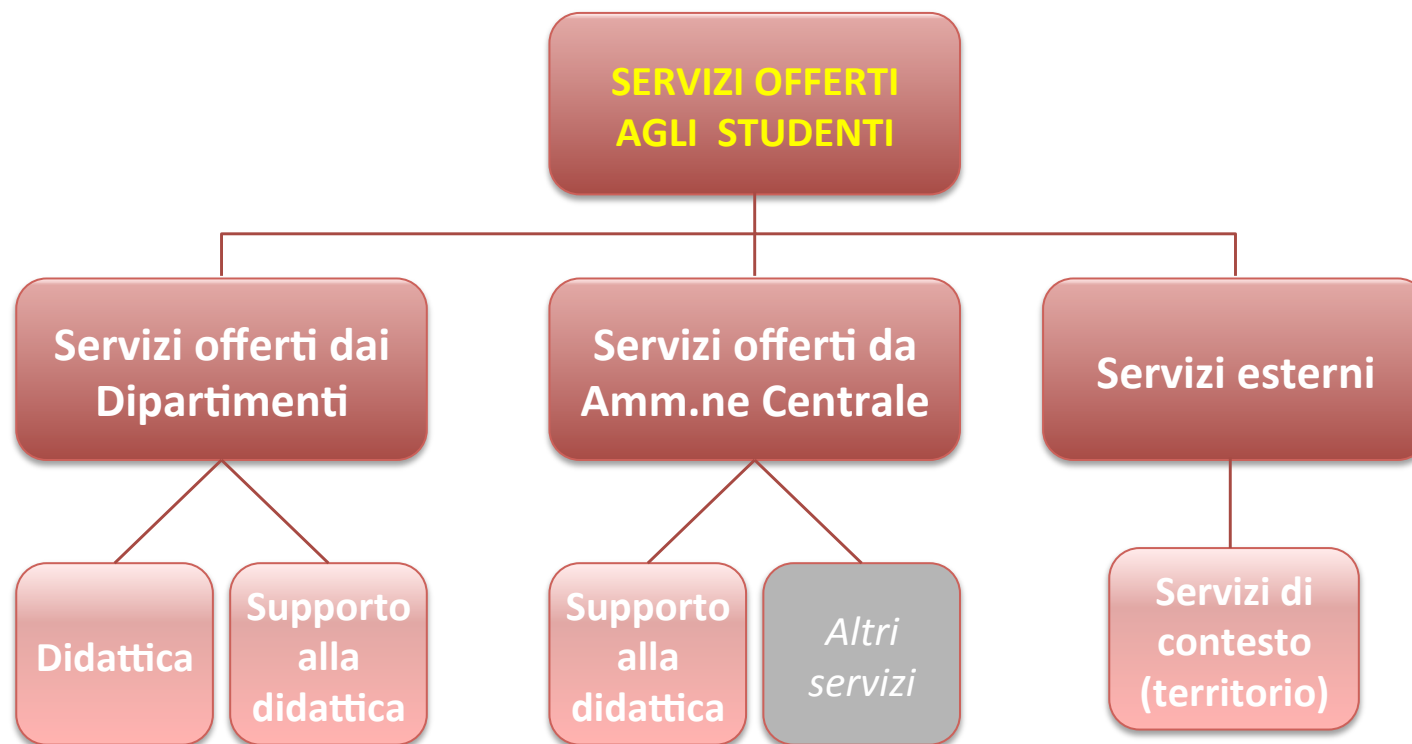 SERVIZI OFFERTI
AGLI STUDENTI
Servizi offerti dai
Dipartimenti
Servizi offerti da
Amm.ne Centrale
Servizi esterni
Didattica
Supporto
alla
didattica
Supporto
alla
didattica
Altri
servizi
Servizi di
contesto
(territorio)